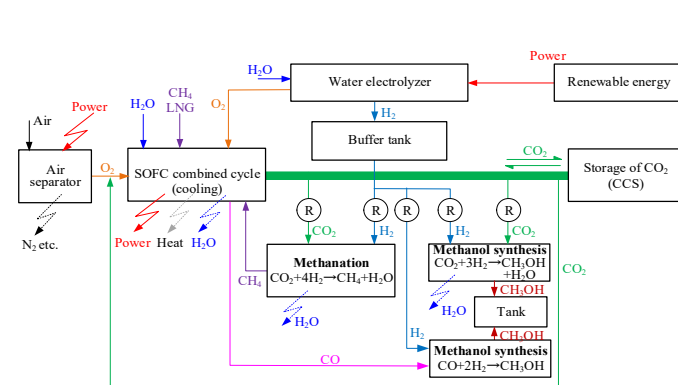 Power
H₂O
Water electrolyzer
Renewable energy
CH₄
LNG
O₂
H₂O
Power
Air
H₂
Buffer tank
CO₂
Air
separator
O₂
SOFC combined cycle
(cooling)
Storage of CO₂
(CCS)
R
R
R
R
R
N₂ etc.
Power
Heat
H₂O
CO₂
H₂
H₂
CO₂
Methanation
CO₂+4H₂→CH₄+H₂O
Methanol synthesis
CO₂+3H₂→CH₃OH
+H₂O
CO₂
CH₄
CH₃OH
H₂O
H₂O
Tank
H₂
CH₃OH
Methanol synthesis
CO+2H₂→CH₃OH
CO